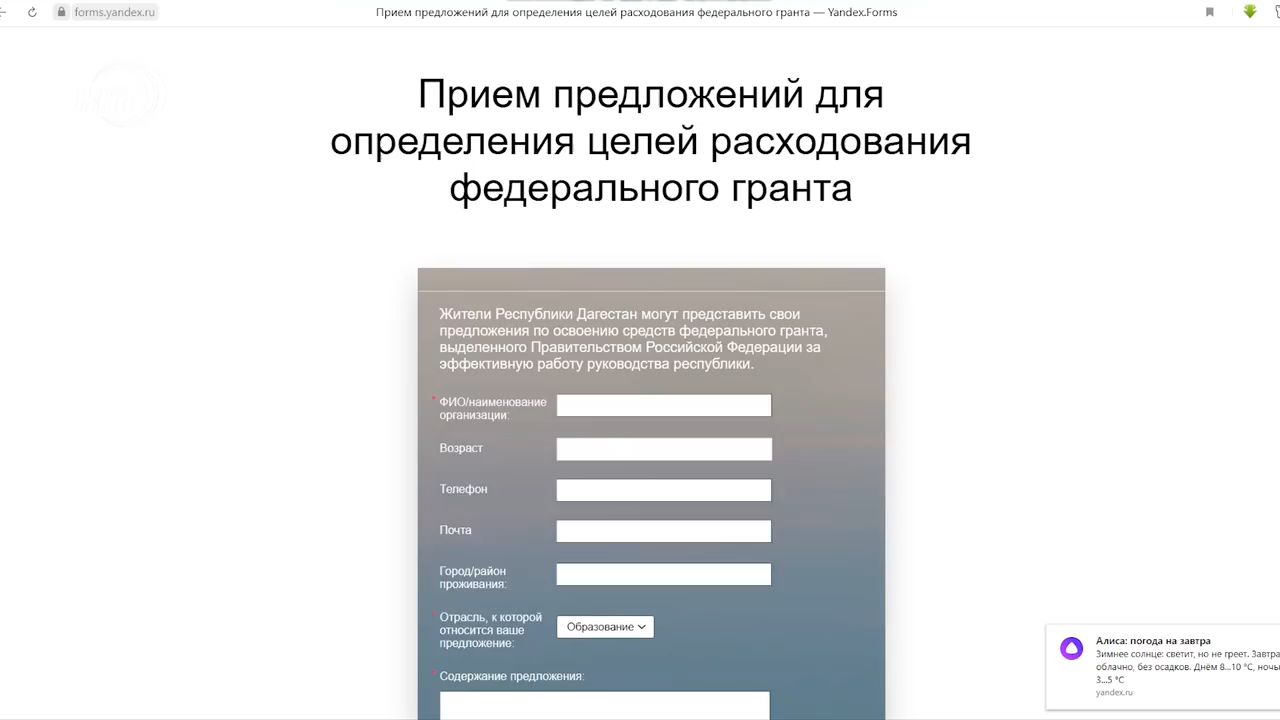 forms.yandex.ru
Прием предложений для определения целей расходования федерального гранта — Yandex.Forms
Прием предложений для
определения целей расходования
федерального гранта
Жители Республики Дагестан могут представить свои
предложения по освоению средств федерального гранта,
выделенного Правительством Российской Федерации за
эффективную работу руководства республики.
* ФИО/наименование
организации:
Возраст
Телефон
Почта
Город/район
проживания:
* Отрасль, к которой
относится ваше
предложение:
Образование
* Содержание предложения:
Алиса: погода на завтра
Зимнее солнце: светит, но не греет. Завтра
облачно, без осадков. Днём 8...10 °C, ночью
3...5 °C
yandex.ru